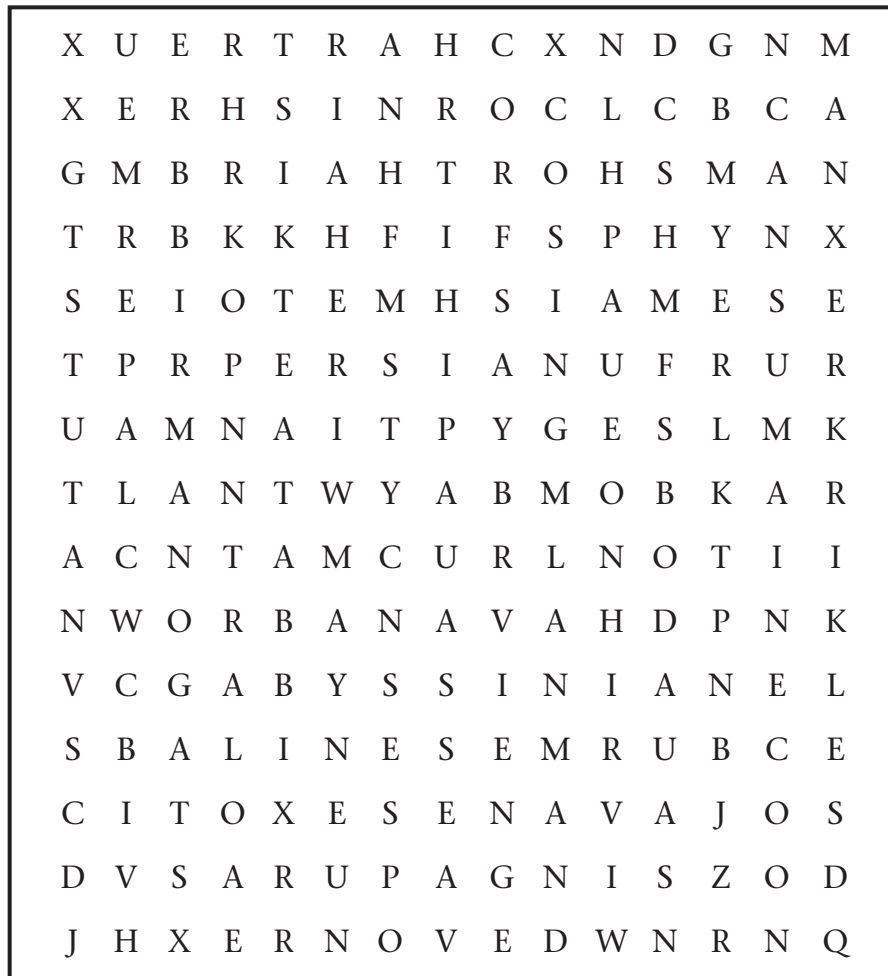 X U E R T R A H C X N D G N M
X E R H S I N R O C L C B C A
G M B R I A H T R O H S M A N
T R B K K H F I F S P H Y N X
S E I O T E M H S I A M E S E
T P R P E R S I A N U F R U R
U A M N A I T P Y G E S L M K
T L A N T W Y A B M O B K A R
A C N T A M C U R L N O T I I
N W O R B A N A V A H D P N K
V C G A B Y S S I N I A N E L
S B A L I N E S E M R U B C E
C I T O X E S E N A V A J O S
D V S A R U P A G N I S Z O D
J H X E R N O V E D W N R N Q